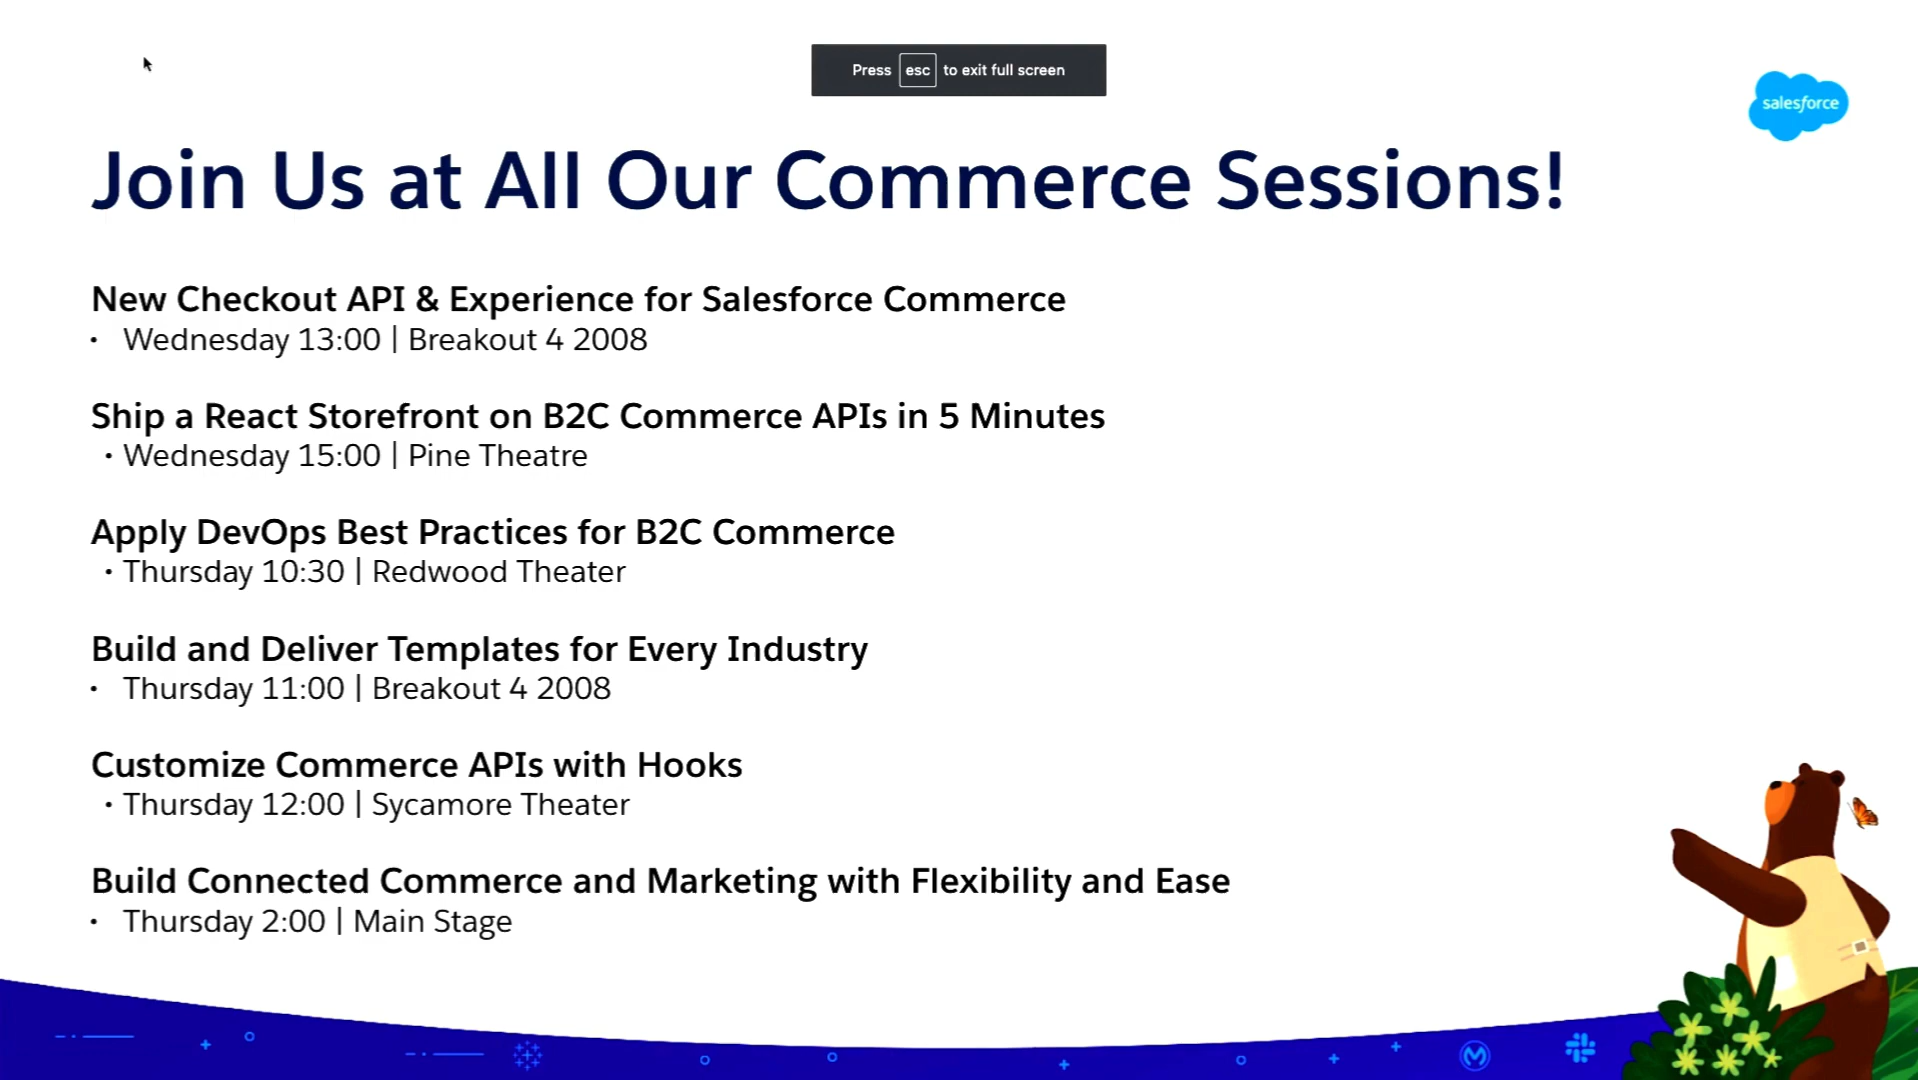 Press esc to exit full screen
salesforce
Join Us at All Our Commerce Sessions!
New Checkout API & Experience for Salesforce Commerce
• Wednesday 13:00 | Breakout 4 2008
Ship a React Storefront on B2C Commerce APIs in 5 Minutes
• Wednesday 15:00 | Pine Theatre
Apply DevOps Best Practices for B2C Commerce
• Thursday 10:30 | Redwood Theater
Build and Deliver Templates for Every Industry
• Thursday 11:00 | Breakout 4 2008
Customize Commerce APIs with Hooks
• Thursday 12:00 | Sycamore Theater
Build Connected Commerce and Marketing with Flexibility and Ease
• Thursday 2:00 | Main Stage